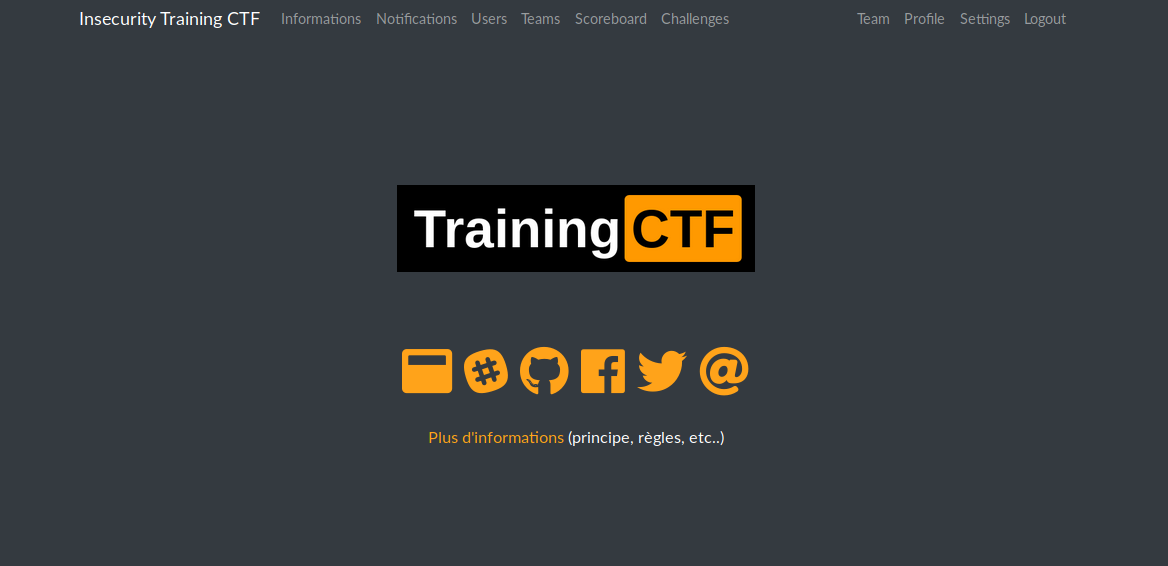 Insecurity Training CTF Informations Notifications Users Teams Scoreboard Challenges Team Profile Settings Logout
Training CTF
Plus d'informations (principe, règles, etc..)